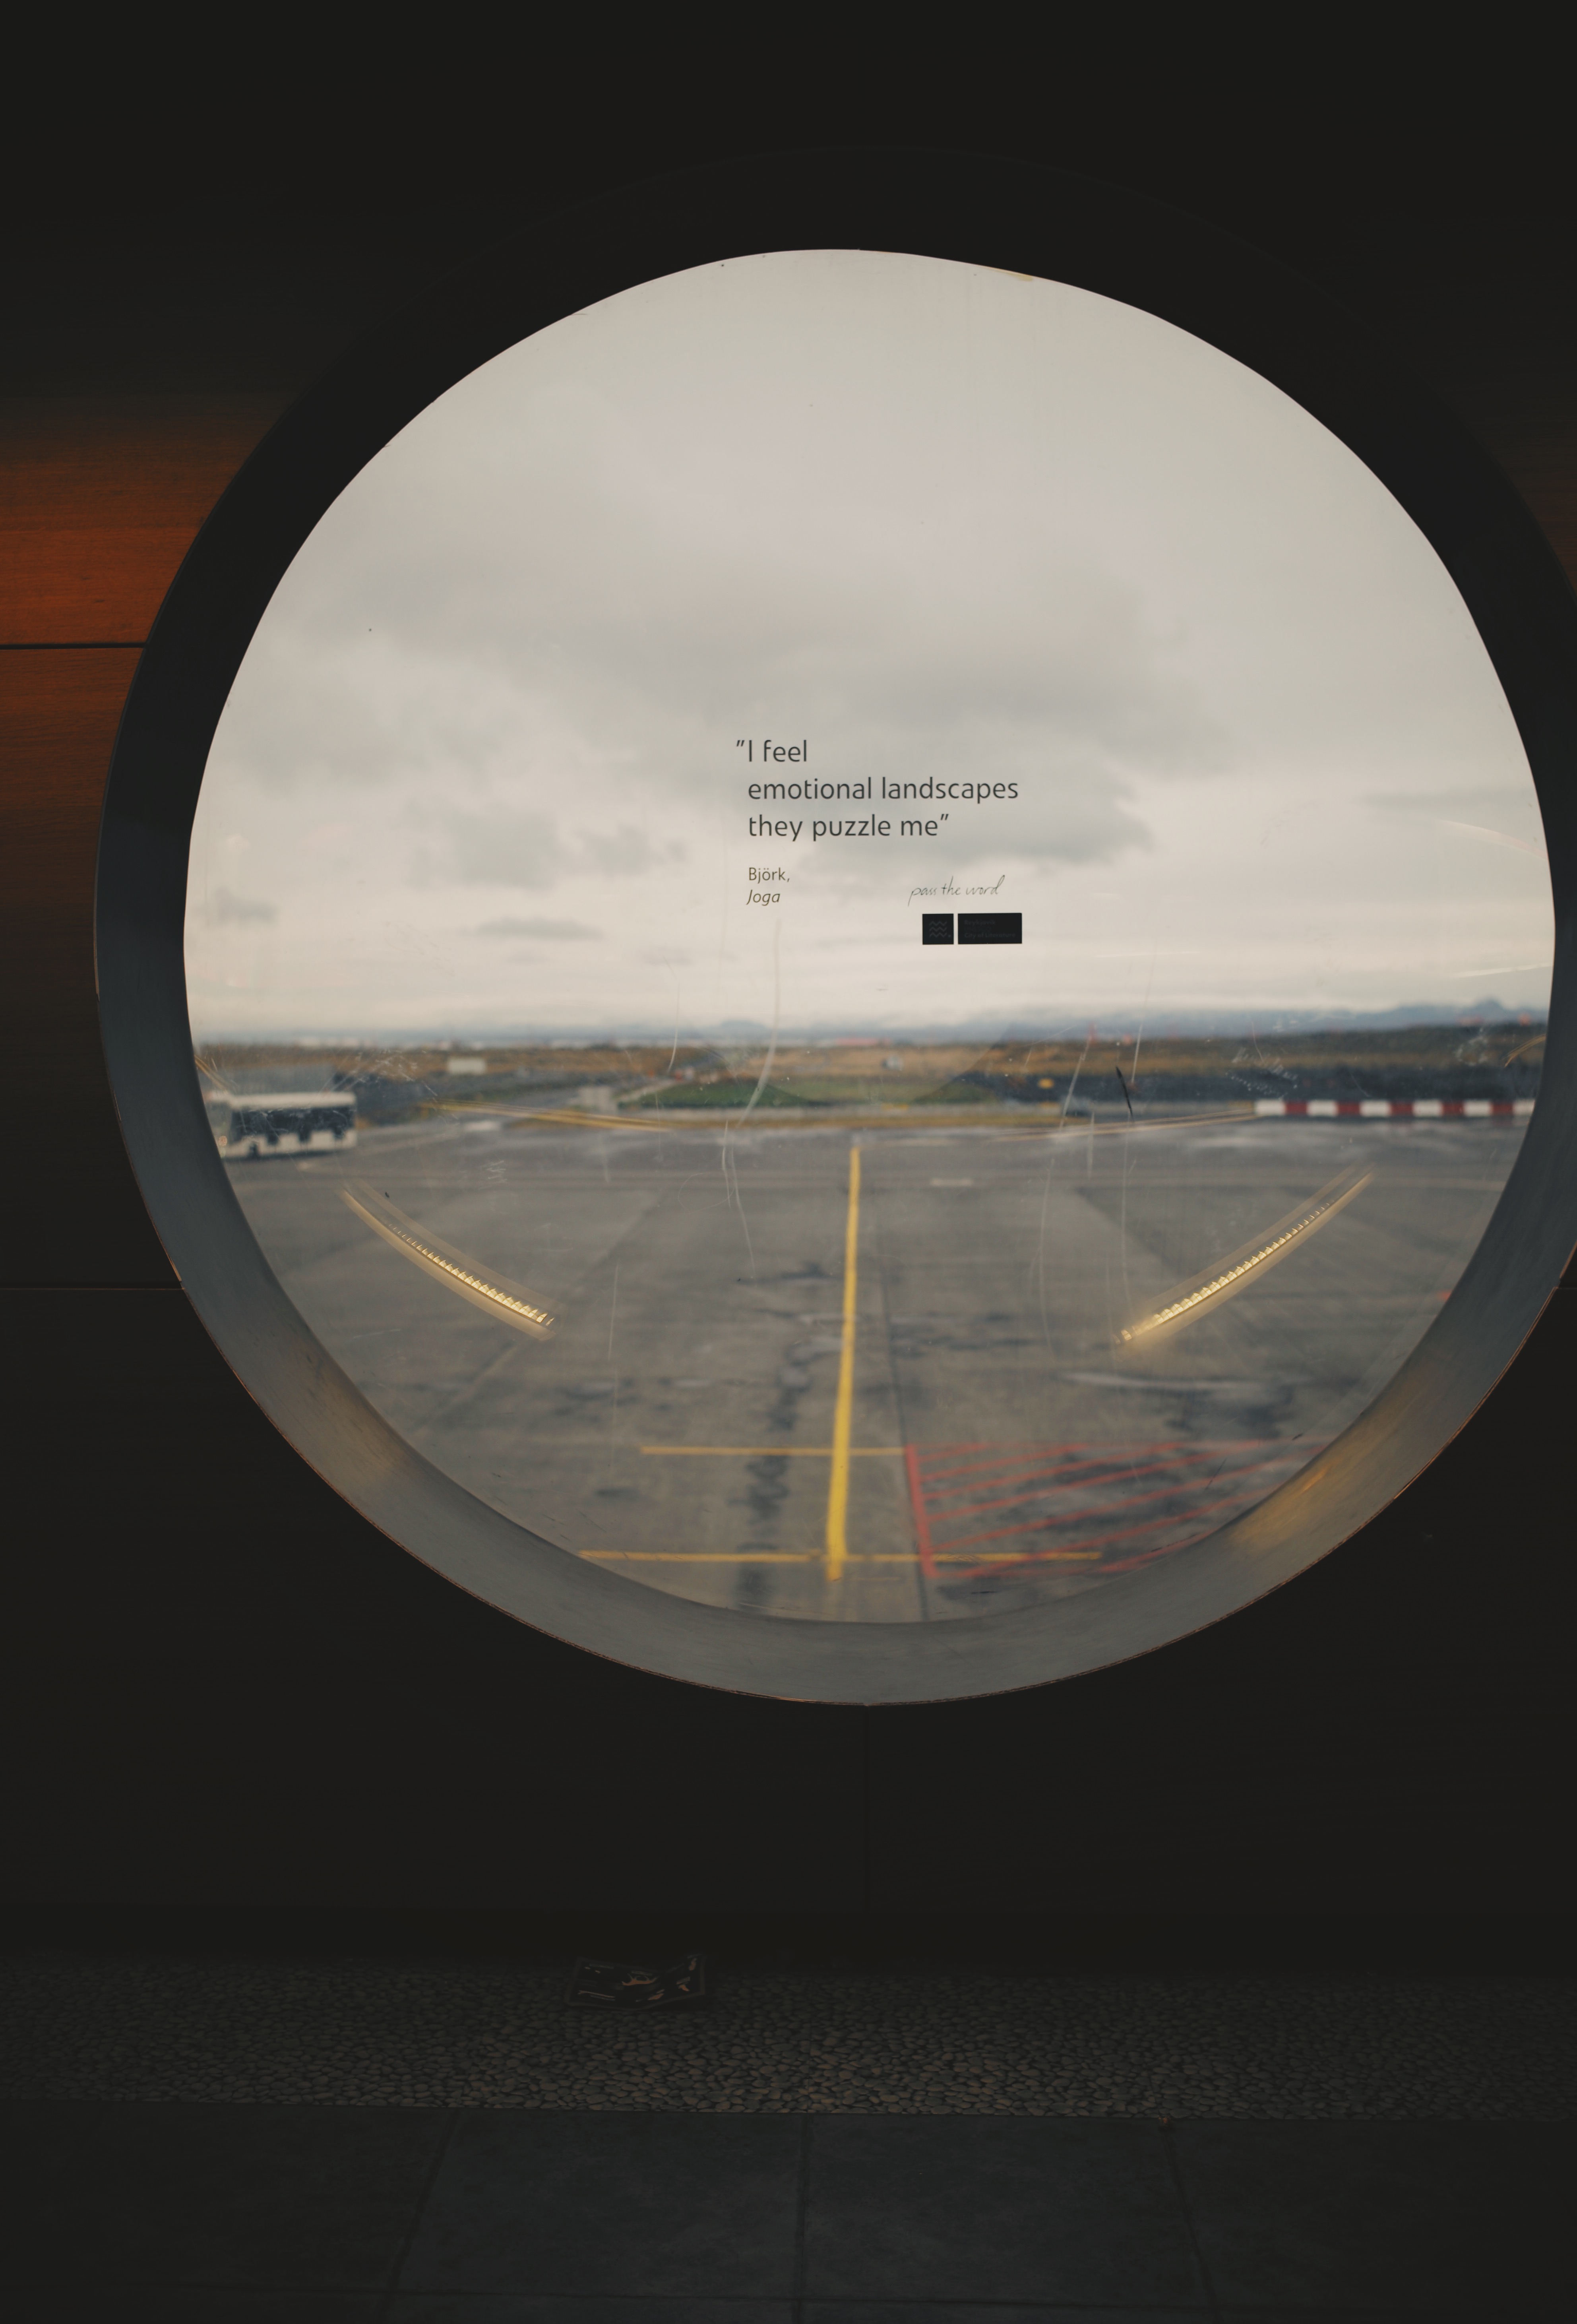 "I feel
emotional landscapes
they puzzle me"
Björk,
Joga
pass the word